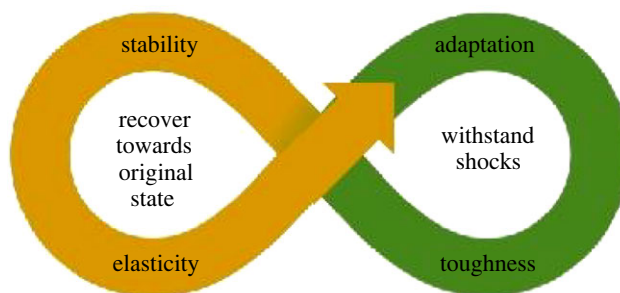 stability
adaptation
recover
towards
original
state
withstand
shocks
elasticity
toughness